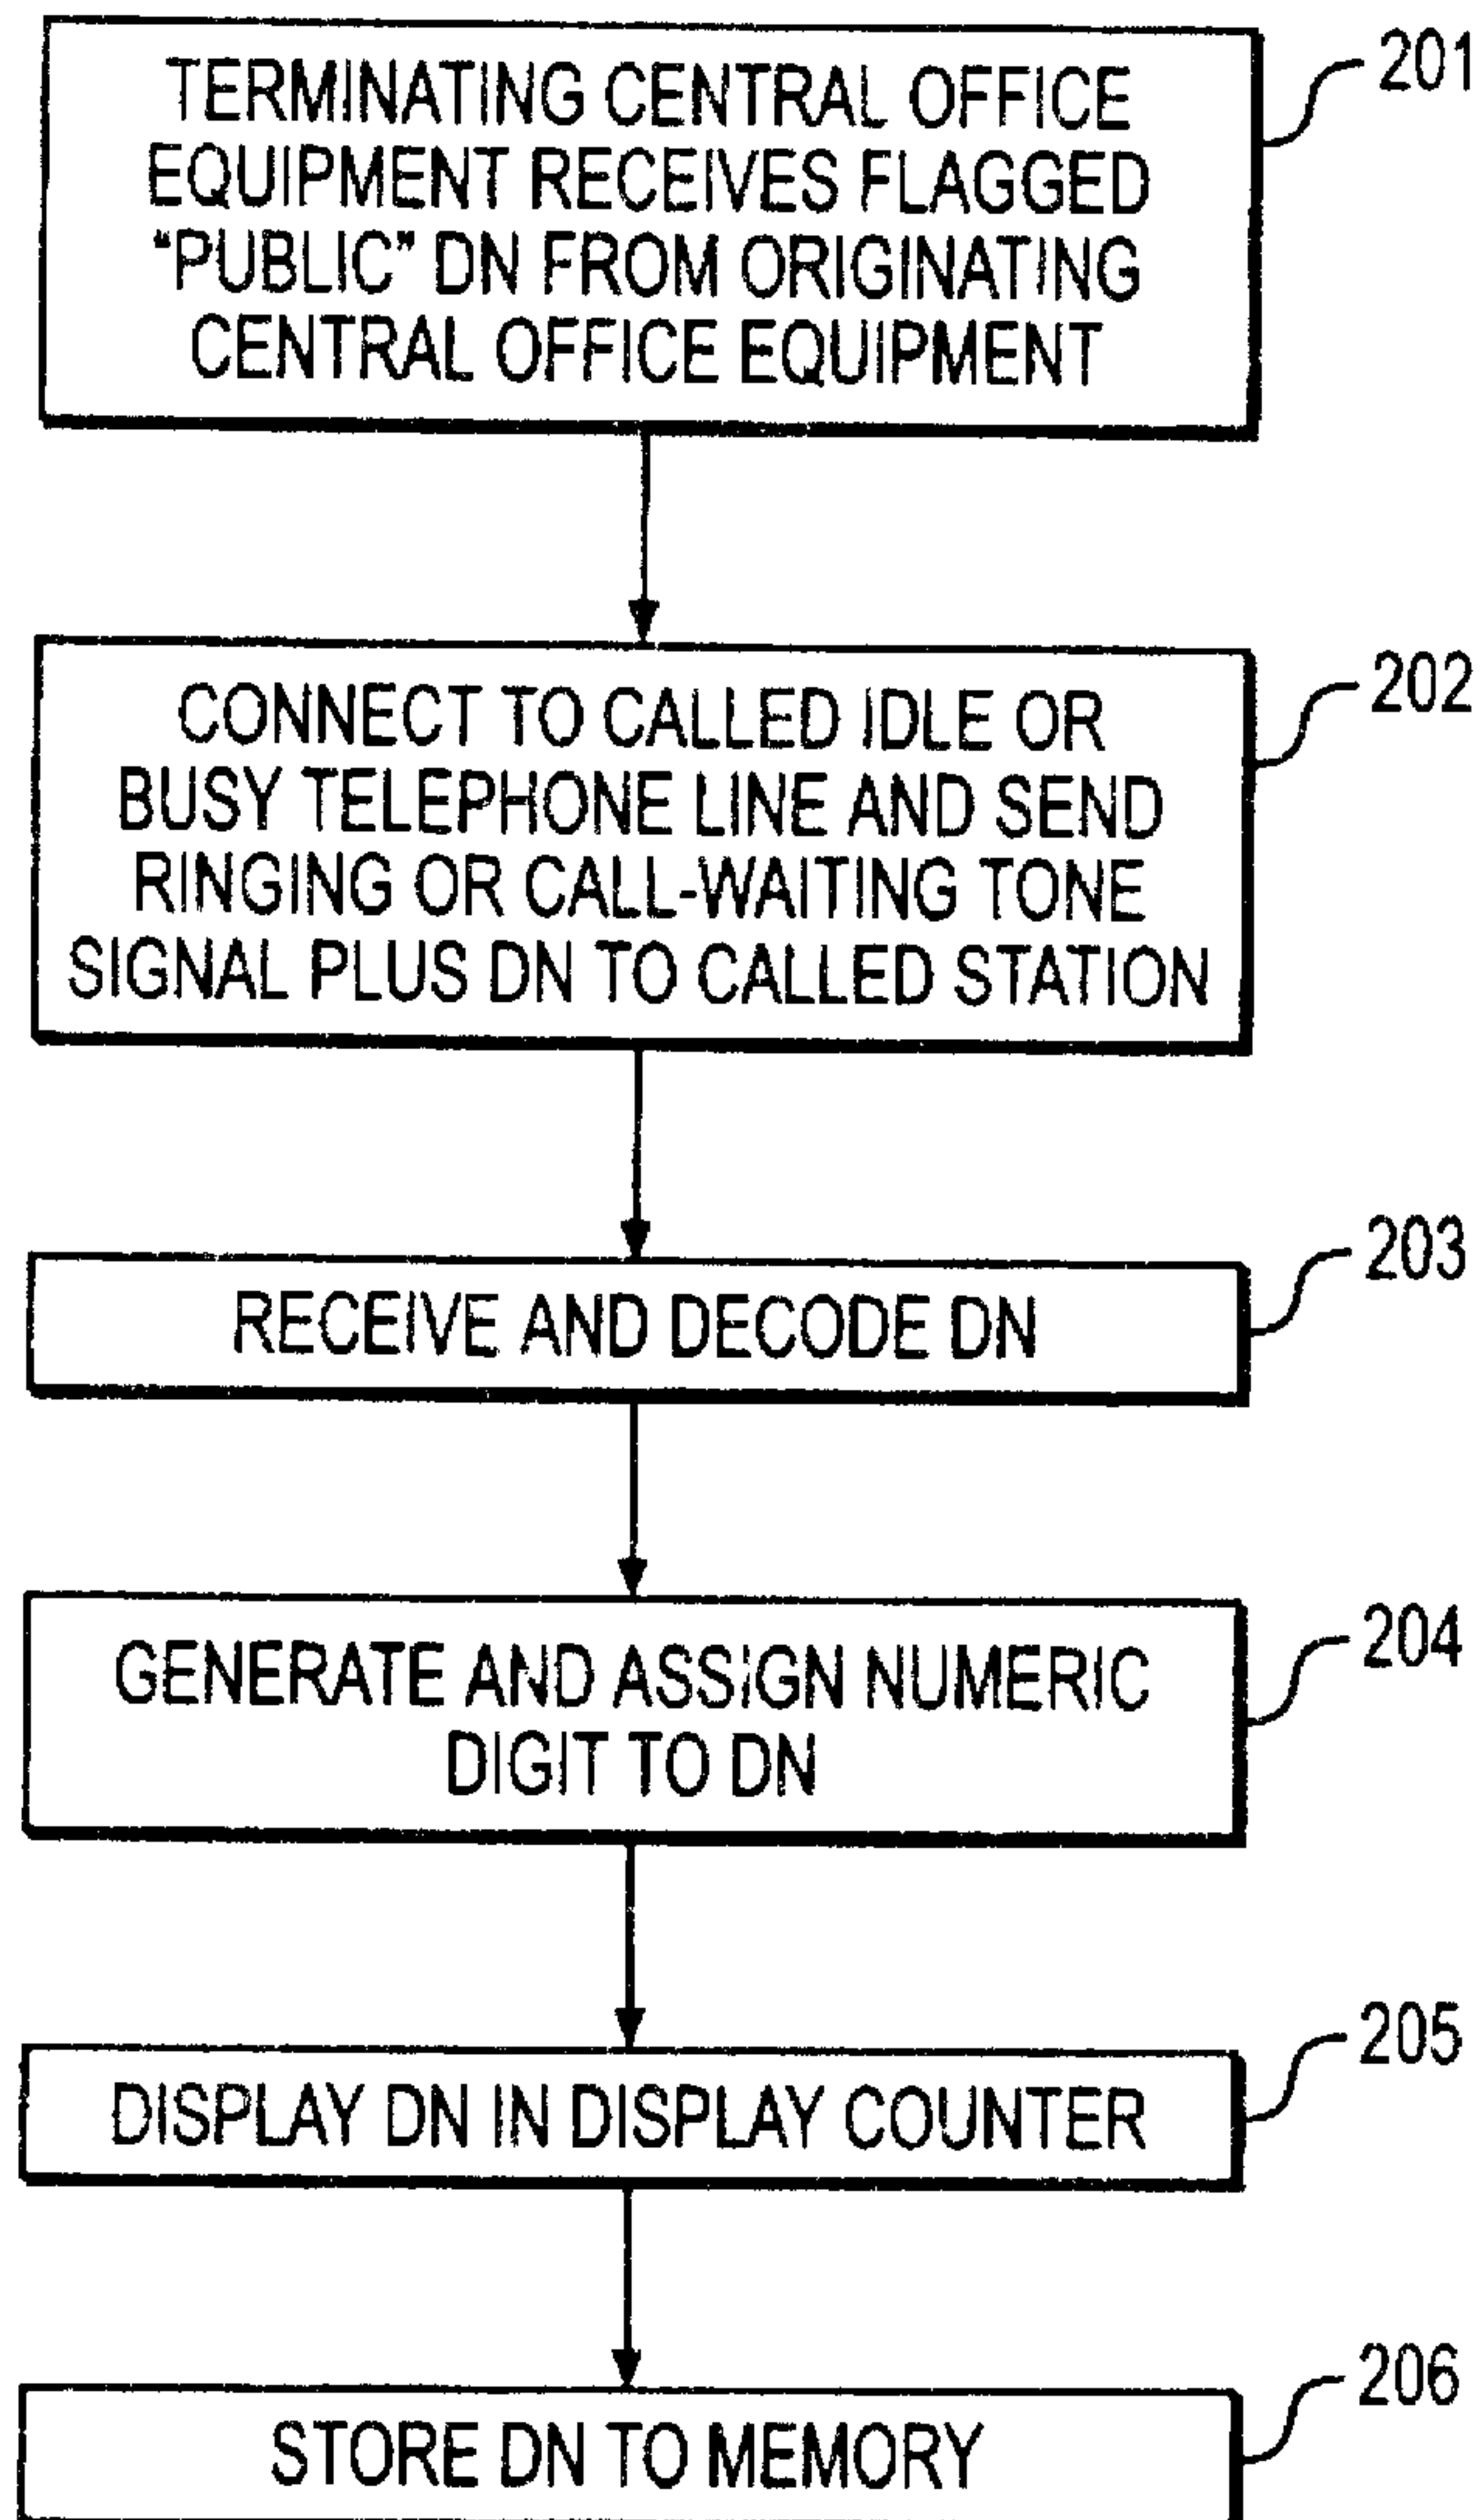 TERMINATING CENTRAL OFFICE
EQUIPMENT RECEIVES FLAGGED
"PUBLIC" DN FROM ORIGINATING
CENTRAL OFFICE EQUIPMENT
201
CONNECT TO CALLED IDLE OR
BUSY TELEPHONE LINE AND SEND
RINGING OR CALL-WAITING TONE
SIGNAL PLUS DN TO CALLED STATION
202
RECEIVE AND DECODE DN
203
GENERATE AND ASSIGN NUMERIC
DIGIT TO DN
204
DISPLAY DN IN DISPLAY COUNTER
205
STORE DN TO MEMORY
206